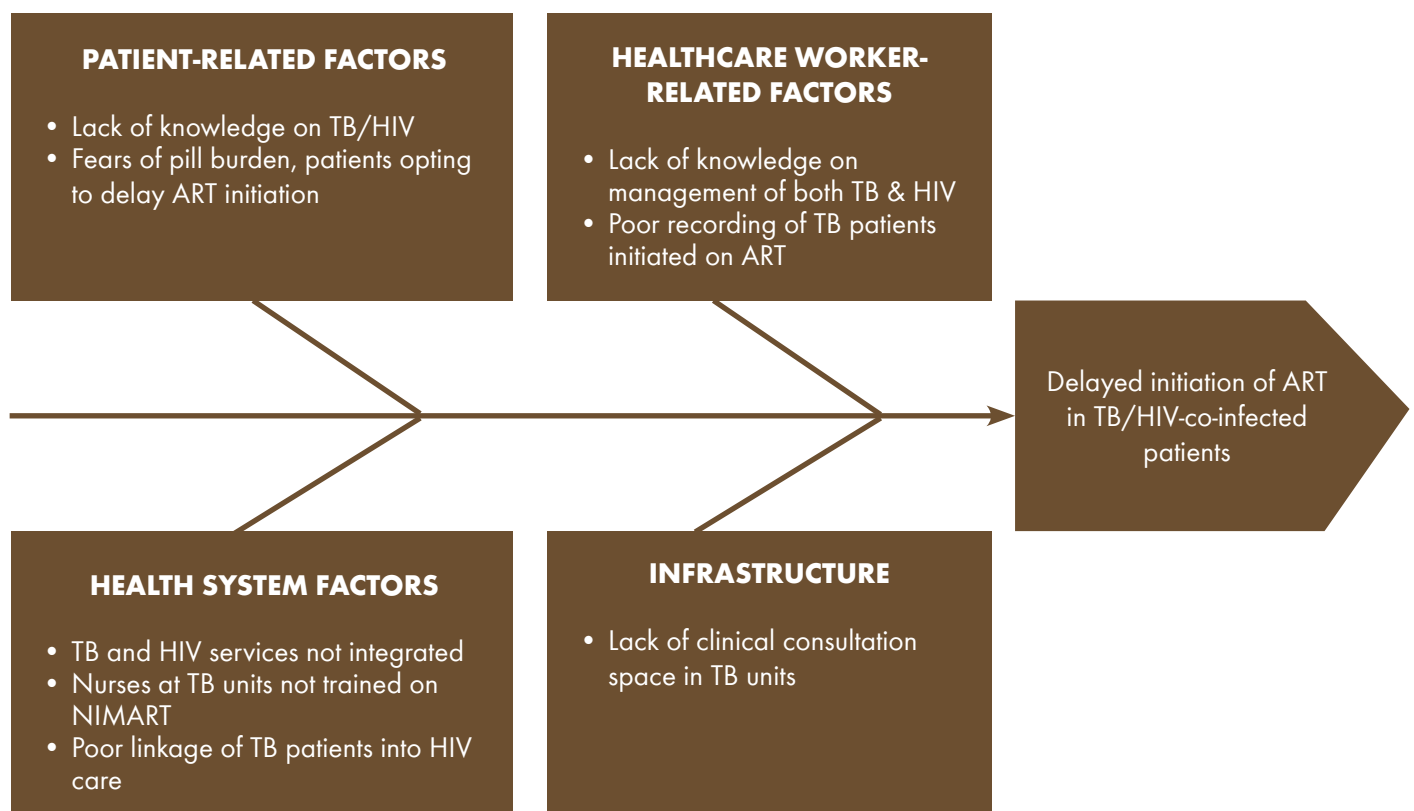 PATIENT-RELATED FACTORS
• Lack of knowledge on TB/HIV
• Fears of pill burden, patients opting
to delay ART initiation
HEALTHCARE WORKER-
RELATED FACTORS
• Lack of knowledge on
management of both TB & HIV
• Poor recording of TB patients
initiated on ART
Delayed initiation of ART
in TB/HIV-co-infected
patients
HEALTH SYSTEM FACTORS
• TB and HIV services not integrated
• Nurses at TB units not trained on
NIMART
• Poor linkage of TB patients into HIV
care
INFRASTRUCTURE
• Lack of clinical consultation
space in TB units